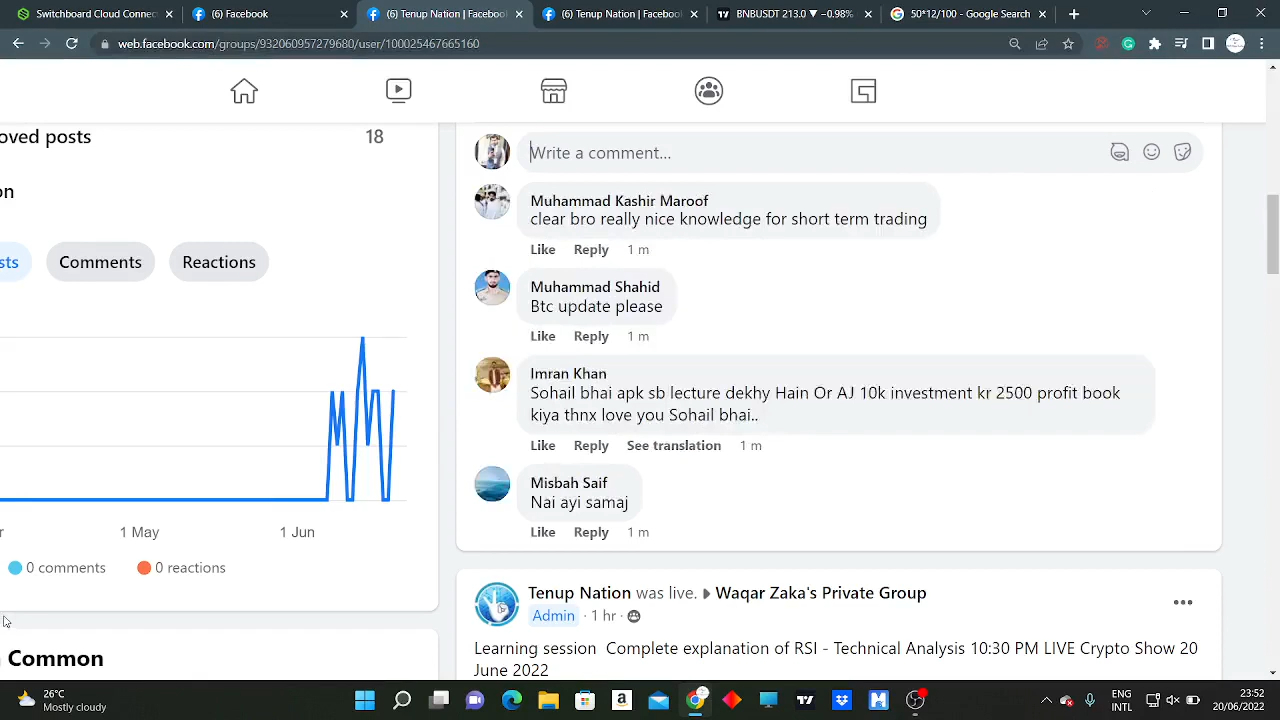 Switchboard Cloud Connect
(6) Facebook
(6) Tenup Nation | Facebook
(6) Tenup Nation | Facebook
BNBUSDT 213.0 ▼ −0.98%
50*12/100 - Google Search
web.facebook.com/groups/932060957279680/user/100025467665160
oved posts
18
on
sts
Comments
Reactions
r
1 May
1 Jun
0 comments
0 reactions
Common
Write a comment...
Muhammad Kashir Maroof
clear bro really nice knowledge for short term trading
Like Reply 1 m
Muhammad Shahid
Btc update please
Like Reply 1 m
Imran Khan
Sohail bhai apk sb lecture dekhy Hain Or AJ 10k investment kr 2500 profit book
kiya thnx love you Sohail bhai..
Like Reply See translation 1 m
Misbah Saif
Nai ayi samaj
Like Reply 1 m
Tenup Nation was live. Waqar Zaka's Private Group
Admin · 1 hr ·
Learning session Complete explanation of RSI - Technical Analysis 10:30 PM LIVE Crypto Show 20
June 2022
26°C
Mostly cloudy
ENG
INTL
23:52
20/06/2022